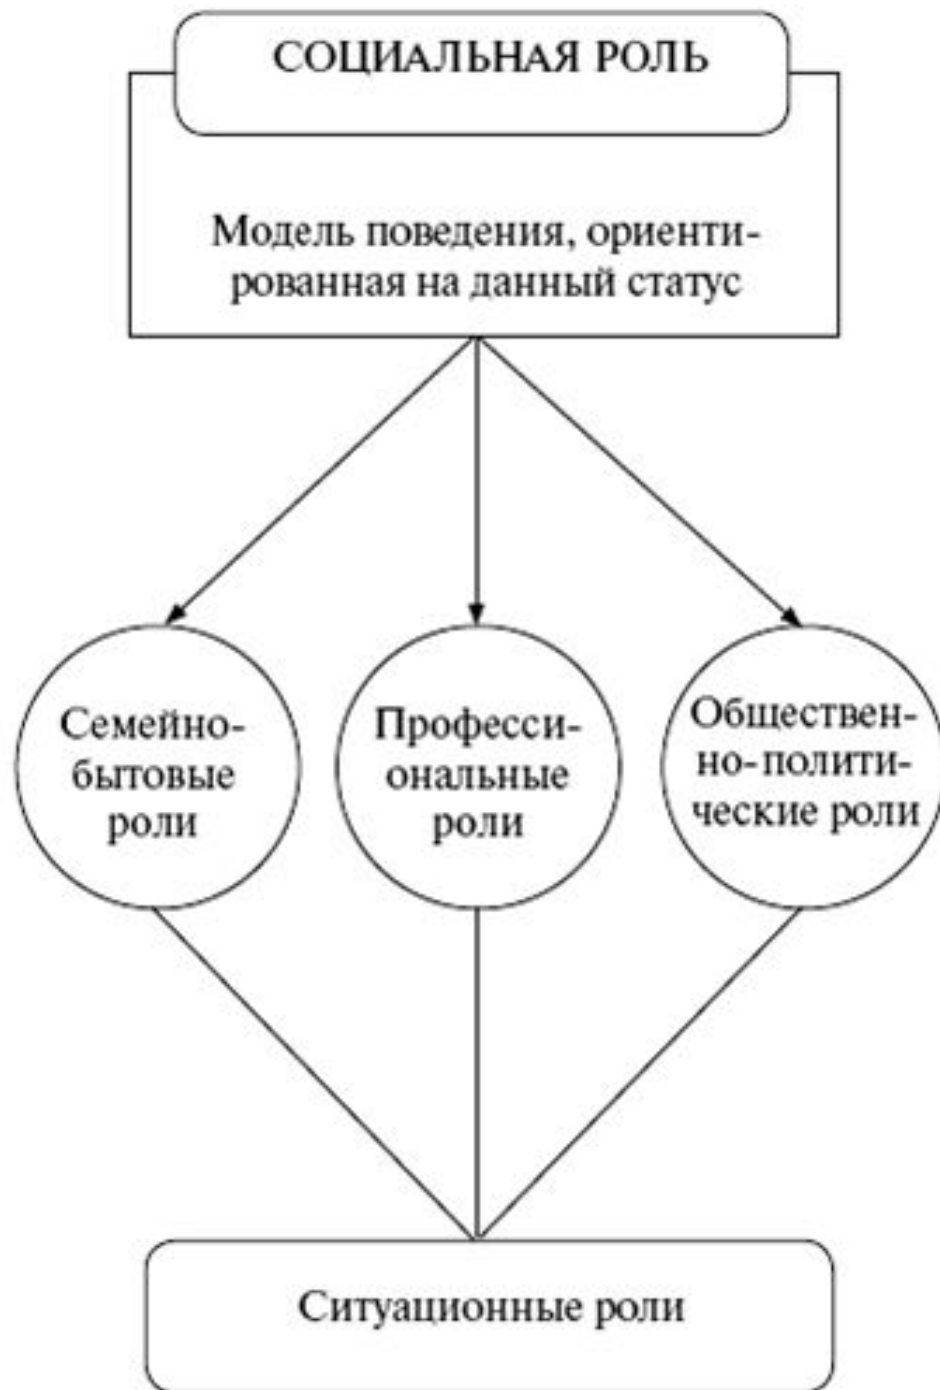 СОЦИАЛЬНАЯ РОЛЬ
Модель поведения, ориенти-
рованная на данный статус
Семейно-
бытовые
роли
Професси-
ональные
роли
Обществен-
но-полити-
ческие роли
Ситуационные роли